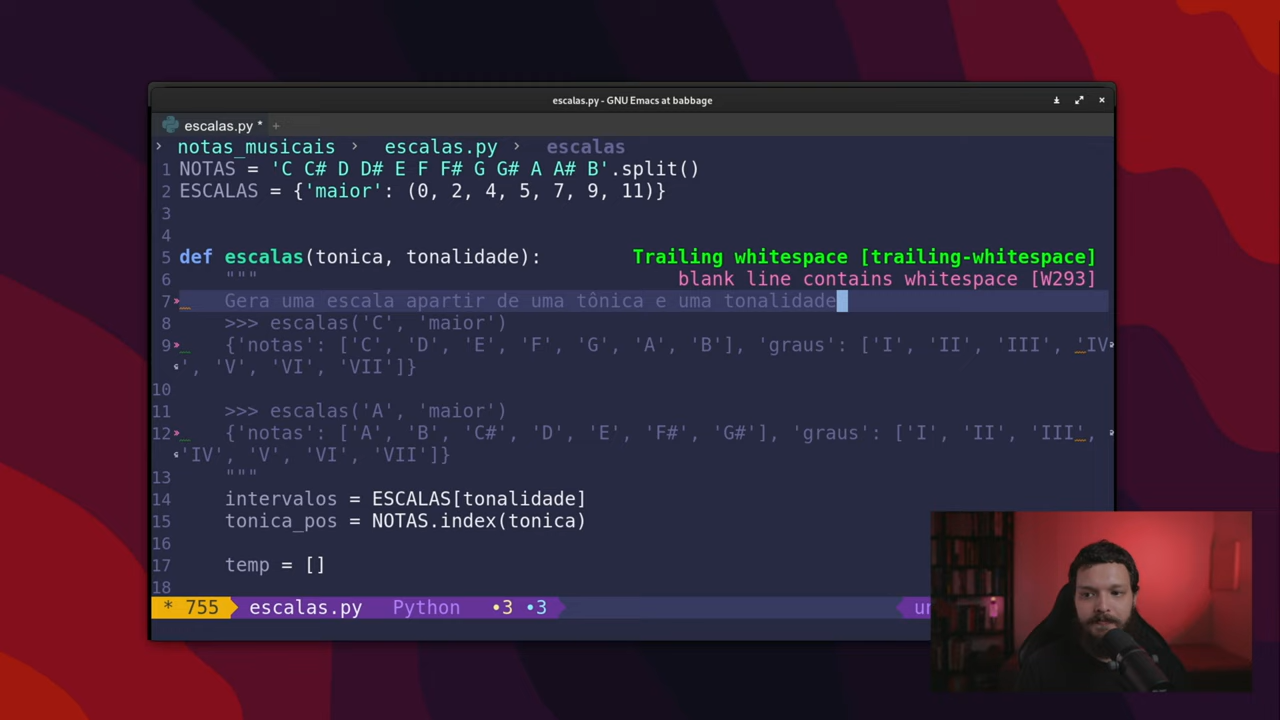 escalas.py - GNU Emacs at babbage
escalas.py * +
› notas_musicais › escalas.py › escalas
1 NOTAS = 'C C# D D# E F F# G G# A A# B'.split()
2 ESCALAS = {'maior': (0, 2, 4, 5, 7, 9, 11)}
3
4
5 def escalas(tonica, tonalidade): Trailing whitespace [trailing-whitespace]
6 """ blank line contains whitespace [W293]
7 Gera uma escala apartir de uma tônica e uma tonalidade
8 >>> escalas('C', 'maior')
9 {'notas': ['C', 'D', 'E', 'F', 'G', 'A', 'B'], 'graus': ['I', 'II', 'III', 'IV
', 'V', 'VI', 'VII']}
10
11 >>> escalas('A', 'maior')
12 {'notas': ['A', 'B', 'C#', 'D', 'E', 'F#', 'G#'], 'graus': ['I', 'II', 'III',
'IV', 'V', 'VI', 'VII']}
13 """
14 intervalos = ESCALAS[tonalidade]
15 tonica_pos = NOTAS.index(tonica)
16
17 temp = []
18
* 755 escalas.py Python •3 •3